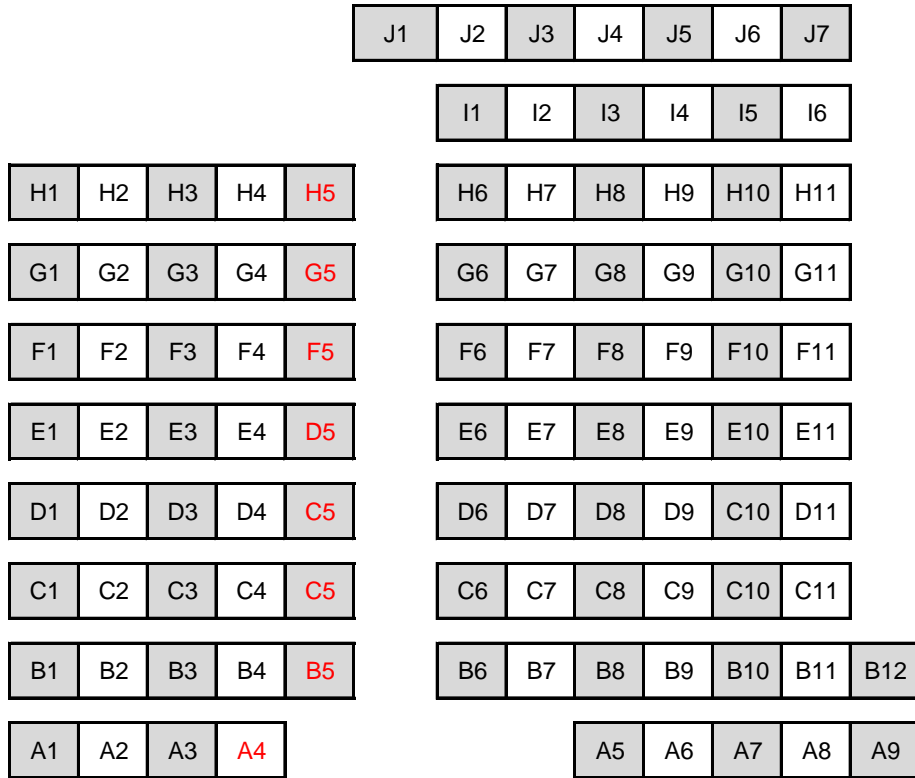 J1 J2 J3 J4 J5 J6 J7
I1 I2 I3 I4 I5 I6
H1 H2 H3 H4 H5 H6 H7 H8 H9 H10 H11
G1 G2 G3 G4 G5 G6 G7 G8 G9 G10 G11
F1 F2 F3 F4 F5 F6 F7 F8 F9 F10 F11
E1 E2 E3 E4 D5 E6 E7 E8 E9 E10 E11
D1 D2 D3 D4 C5 D6 D7 D8 D9 C10 D11
C1 C2 C3 C4 C5 C6 C7 C8 C9 C10 C11
B1 B2 B3 B4 B5 B6 B7 B8 B9 B10 B11 B12
A1 A2 A3 A4 A5 A6 A7 A8 A9